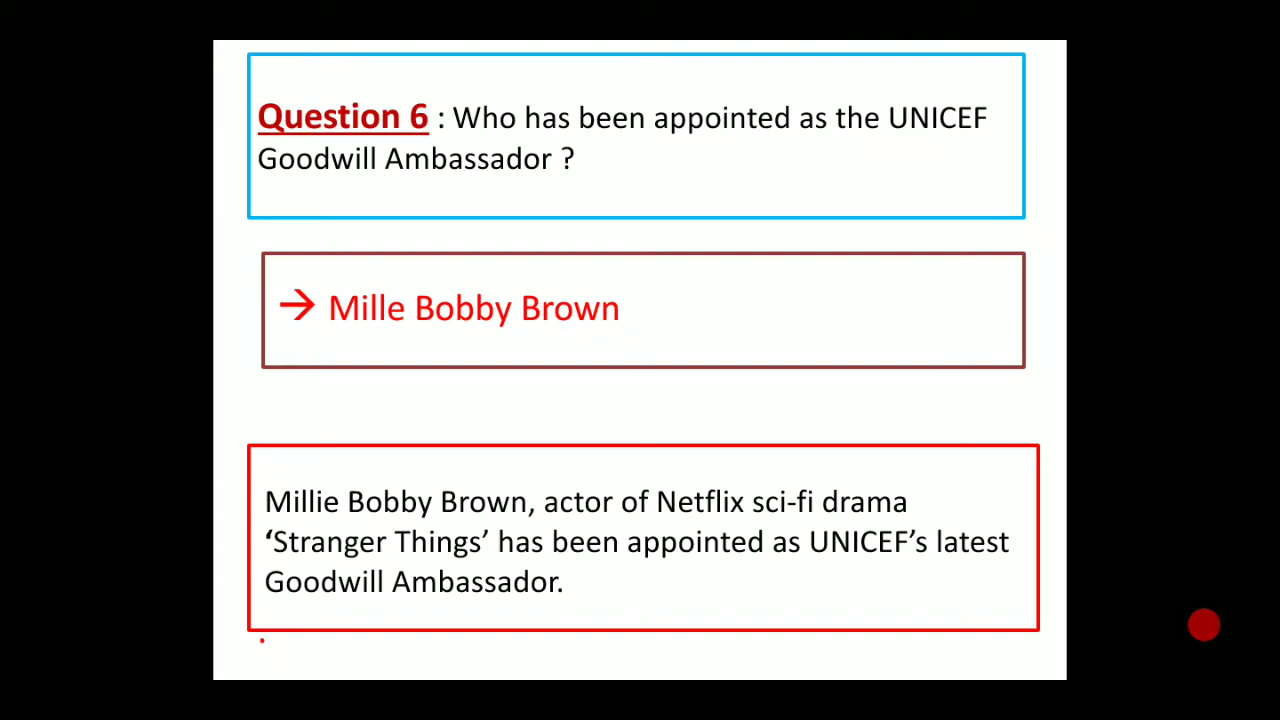 Question 6 : Who has been appointed as the UNICEF
Goodwill Ambassador ?
→ Mille Bobby Brown
Millie Bobby Brown, actor of Netflix sci-fi drama
‘Stranger Things’ has been appointed as UNICEF’s latest
Goodwill Ambassador.